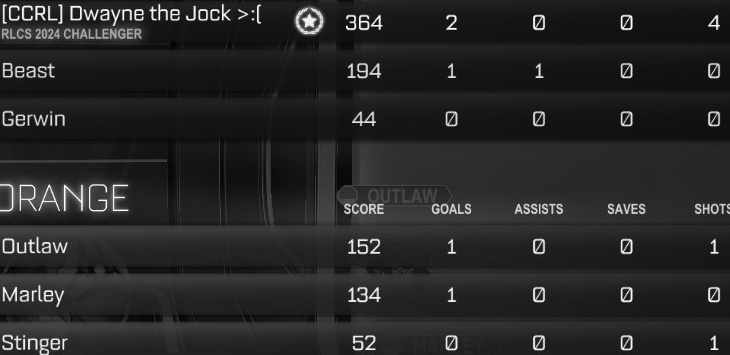 [CCRL] Dwayne the Jock >:[ 364 2 0 0 4
RLCS 2024 CHALLENGER
Beast 194 1 1 0 0
Gerwin 44 0 0 0 0
OUTLAW
ORANGE
SCORE GOALS ASSISTS SAVES SHOTS
Outlaw 152 1 0 0 1
Marley 134 1 0 0 0
Stinger 52 0 0 0 1